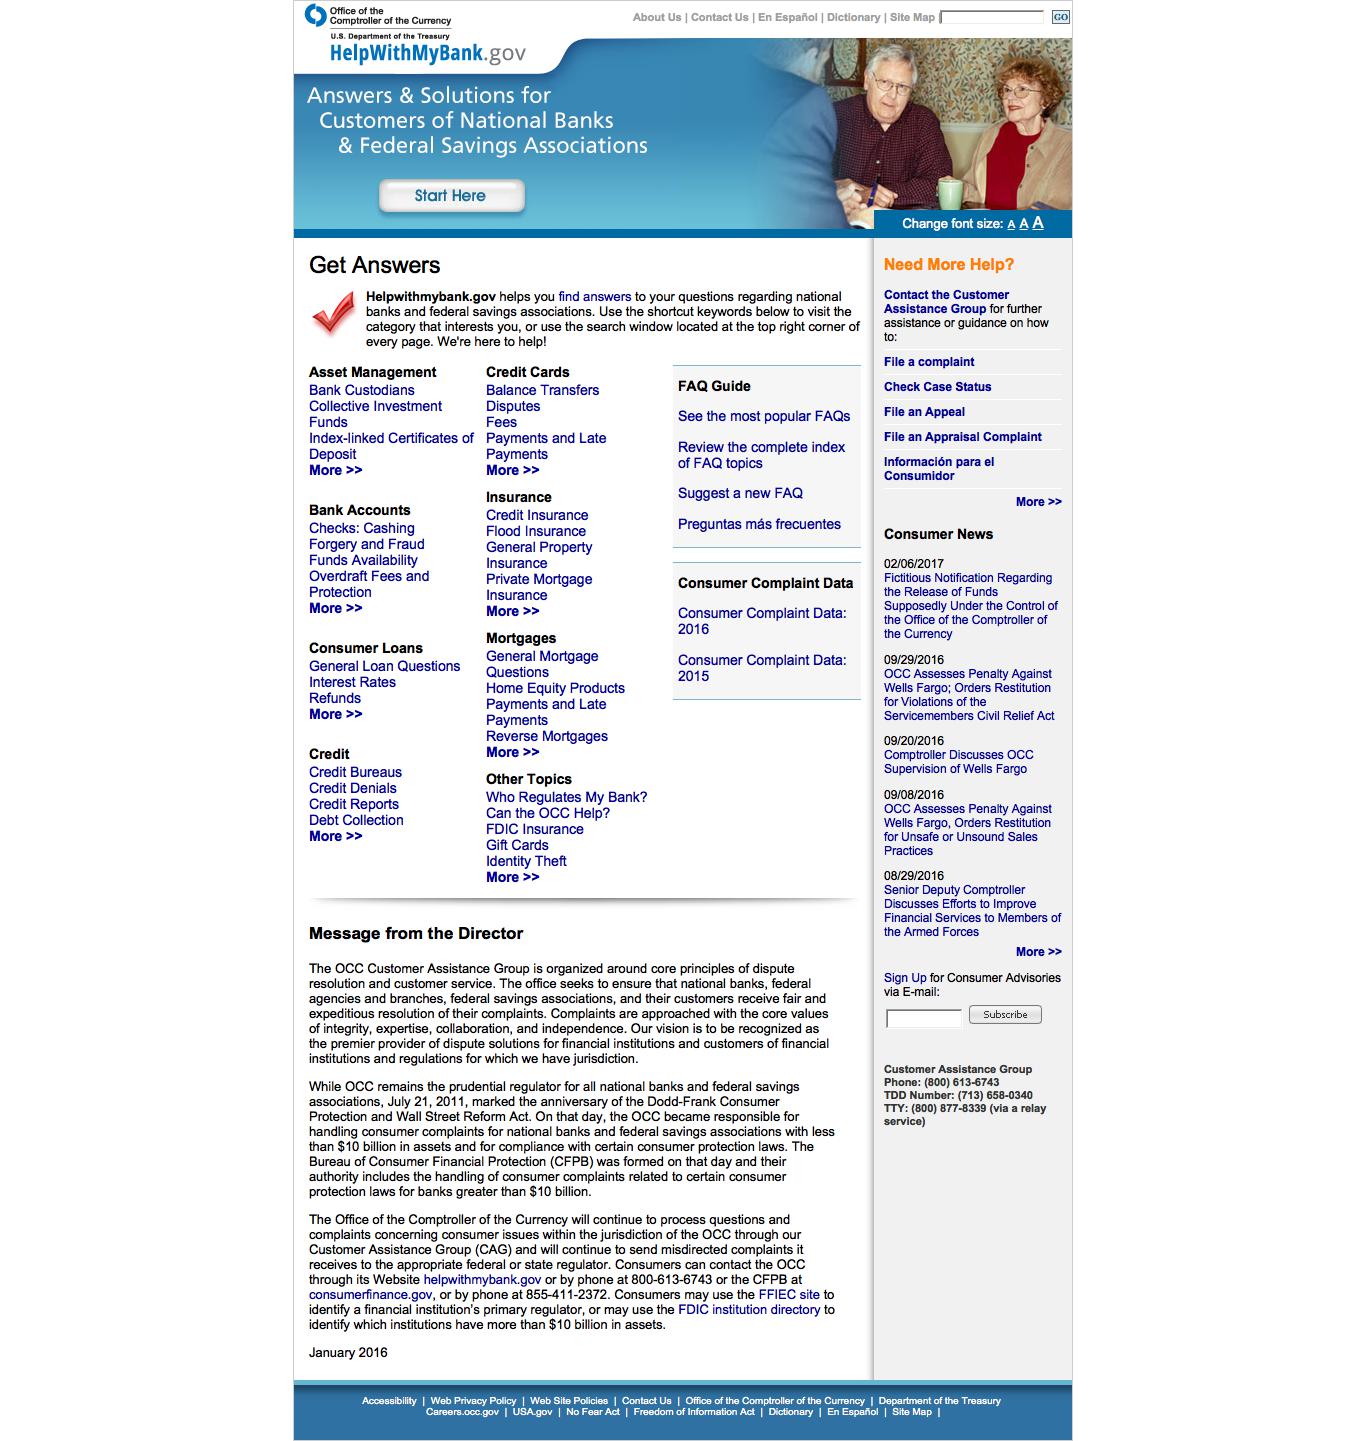 Office of the
Comptroller of the Currency
U.S. Department of the Treasury
HelpWithMyBank.gov
About Us | Contact Us | En Español | Dictionary | Site Map |
GO
Answers & Solutions for
Customers of National Banks
& Federal Savings Associations
Start Here
Change font size: A A A
Get Answers
Helpwithmybank.gov helps you find answers to your questions regarding national
banks and federal savings associations. Use the shortcut keywords below to visit the
category that interests you, or use the search window located at the top right corner of
every page. We're here to help!
Asset Management
Bank Custodians
Collective Investment
Funds
Index-linked Certificates of
Deposit
More >>
Bank Accounts
Checks: Cashing
Forgery and Fraud
Funds Availability
Overdraft Fees and
Protection
More >>
Consumer Loans
General Loan Questions
Interest Rates
Refunds
More >>
Credit
Credit Bureaus
Credit Denials
Credit Reports
Debt Collection
More >>
Credit Cards
Balance Transfers
Disputes
Fees
Payments and Late
Payments
More >>
Insurance
Credit Insurance
Flood Insurance
General Property
Insurance
Private Mortgage
Insurance
More >>
Mortgages
General Mortgage
Questions
Home Equity Products
Payments and Late
Payments
Reverse Mortgages
More >>
Other Topics
Who Regulates My Bank?
Can the OCC Help?
FDIC Insurance
Gift Cards
Identity Theft
More >>
FAQ Guide
See the most popular FAQs
Review the complete index
of FAQ topics
Suggest a new FAQ
Preguntas más frecuentes
Consumer Complaint Data
Consumer Complaint Data:
2016
Consumer Complaint Data:
2015
Message from the Director
The OCC Customer Assistance Group is organized around core principles of dispute
resolution and customer service. The office seeks to ensure that national banks, federal
agencies and branches, federal savings associations, and their customers receive fair and
expeditious resolution of their complaints. Complaints are approached with the core values
of integrity, expertise, collaboration, and independence. Our vision is to be recognized as
the premier provider of dispute solutions for financial institutions and customers of financial
institutions and regulations for which we have jurisdiction.
While OCC remains the prudential regulator for all national banks and federal savings
associations, July 21, 2011, marked the anniversary of the Dodd-Frank Consumer
Protection and Wall Street Reform Act. On that day, the OCC became responsible for
handling consumer complaints for national banks and federal savings associations with less
than $10 billion in assets and for compliance with certain consumer protection laws. The
Bureau of Consumer Financial Protection (CFPB) was formed on that day and their
authority includes the handling of consumer complaints related to certain consumer
protection laws for banks greater than $10 billion.
The Office of the Comptroller of the Currency will continue to process questions and
complaints concerning consumer issues within the jurisdiction of the OCC through our
Customer Assistance Group (CAG) and will continue to send misdirected complaints it
receives to the appropriate federal or state regulator. Consumers can contact the OCC
through its Website helpwithmybank.gov or by phone at 800-613-6743 or the CFPB at
consumerfinance.gov, or by phone at 855-411-2372. Consumers may use the FFIEC site to
identify a financial institution's primary regulator, or may use the FDIC institution directory to
identify which institutions have more than $10 billion in assets.
January 2016
Need More Help?
Contact the Customer
Assistance Group for further
assistance or guidance on how
to:
File a complaint
Check Case Status
File an Appeal
File an Appraisal Complaint
Información para el
Consumidor
More >>
Consumer News
02/06/2017
Fictitious Notification Regarding
the Release of Funds
Supposedly Under the Control of
the Office of the Comptroller of
the Currency
09/29/2016
OCC Assesses Penalty Against
Wells Fargo; Orders Restitution
for Violations of the
Servicemembers Civil Relief Act
09/20/2016
Comptroller Discusses OCC
Supervision of Wells Fargo
09/08/2016
OCC Assesses Penalty Against
Wells Fargo, Orders Restitution
for Unsafe or Unsound Sales
Practices
08/29/2016
Senior Deputy Comptroller
Discusses Efforts to Improve
Financial Services to Members of
the Armed Forces
More >>
Sign Up for Consumer Advisories
via E-mail:
Subscribe
Customer Assistance Group
Phone: (800) 613-6743
TDD Number: (713) 658-0340
TTY: (800) 877-8339 (via a relay
service)
Accessibility | Web Privacy Policy | Web Site Policies | Contact Us | Office of the Comptroller of the Currency | Department of the Treasury
Careers.occ.gov | USA.gov | No Fear Act | Freedom of Information Act | Dictionary | En Español | Site Map |